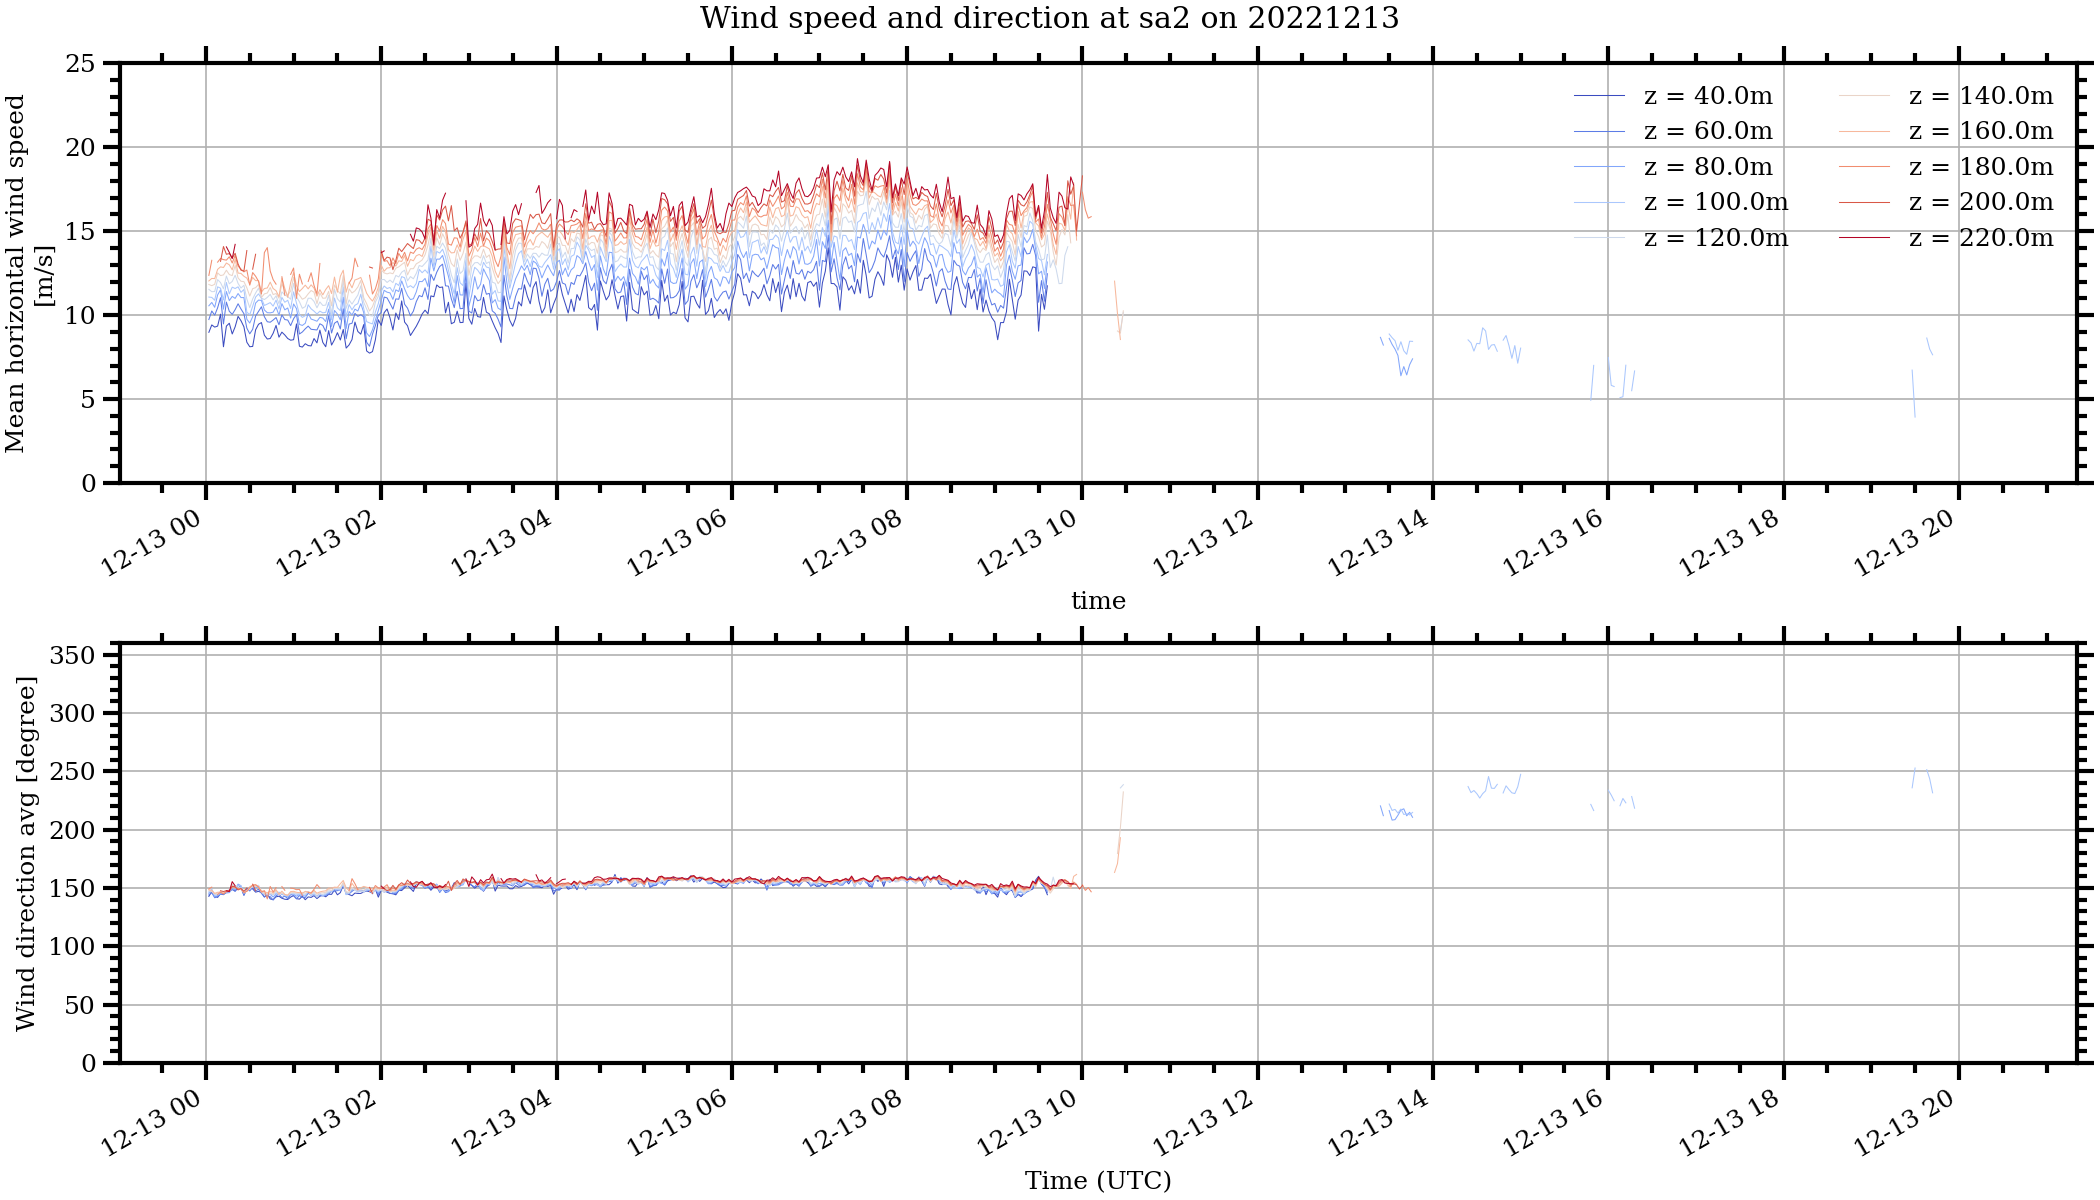 Wind speed and direction at sa2 on 20221213
Mean horizontal wind speed
[m/s]
25
20
15
10
5
0
z = 40.0m
z = 60.0m
z = 80.0m
z = 100.0m
z = 120.0m
z = 140.0m
z = 160.0m
z = 180.0m
z = 200.0m
z = 220.0m
12-13 00
12-13 02
12-13 04
12-13 06
12-13 08
12-13 10
12-13 12
12-13 14
12-13 16
12-13 18
12-13 20
time
Wind direction avg [degree]
350
300
250
200
150
100
50
0
12-13 00
12-13 02
12-13 04
12-13 06
12-13 08
12-13 10
12-13 12
12-13 14
12-13 16
12-13 18
12-13 20
Time (UTC)